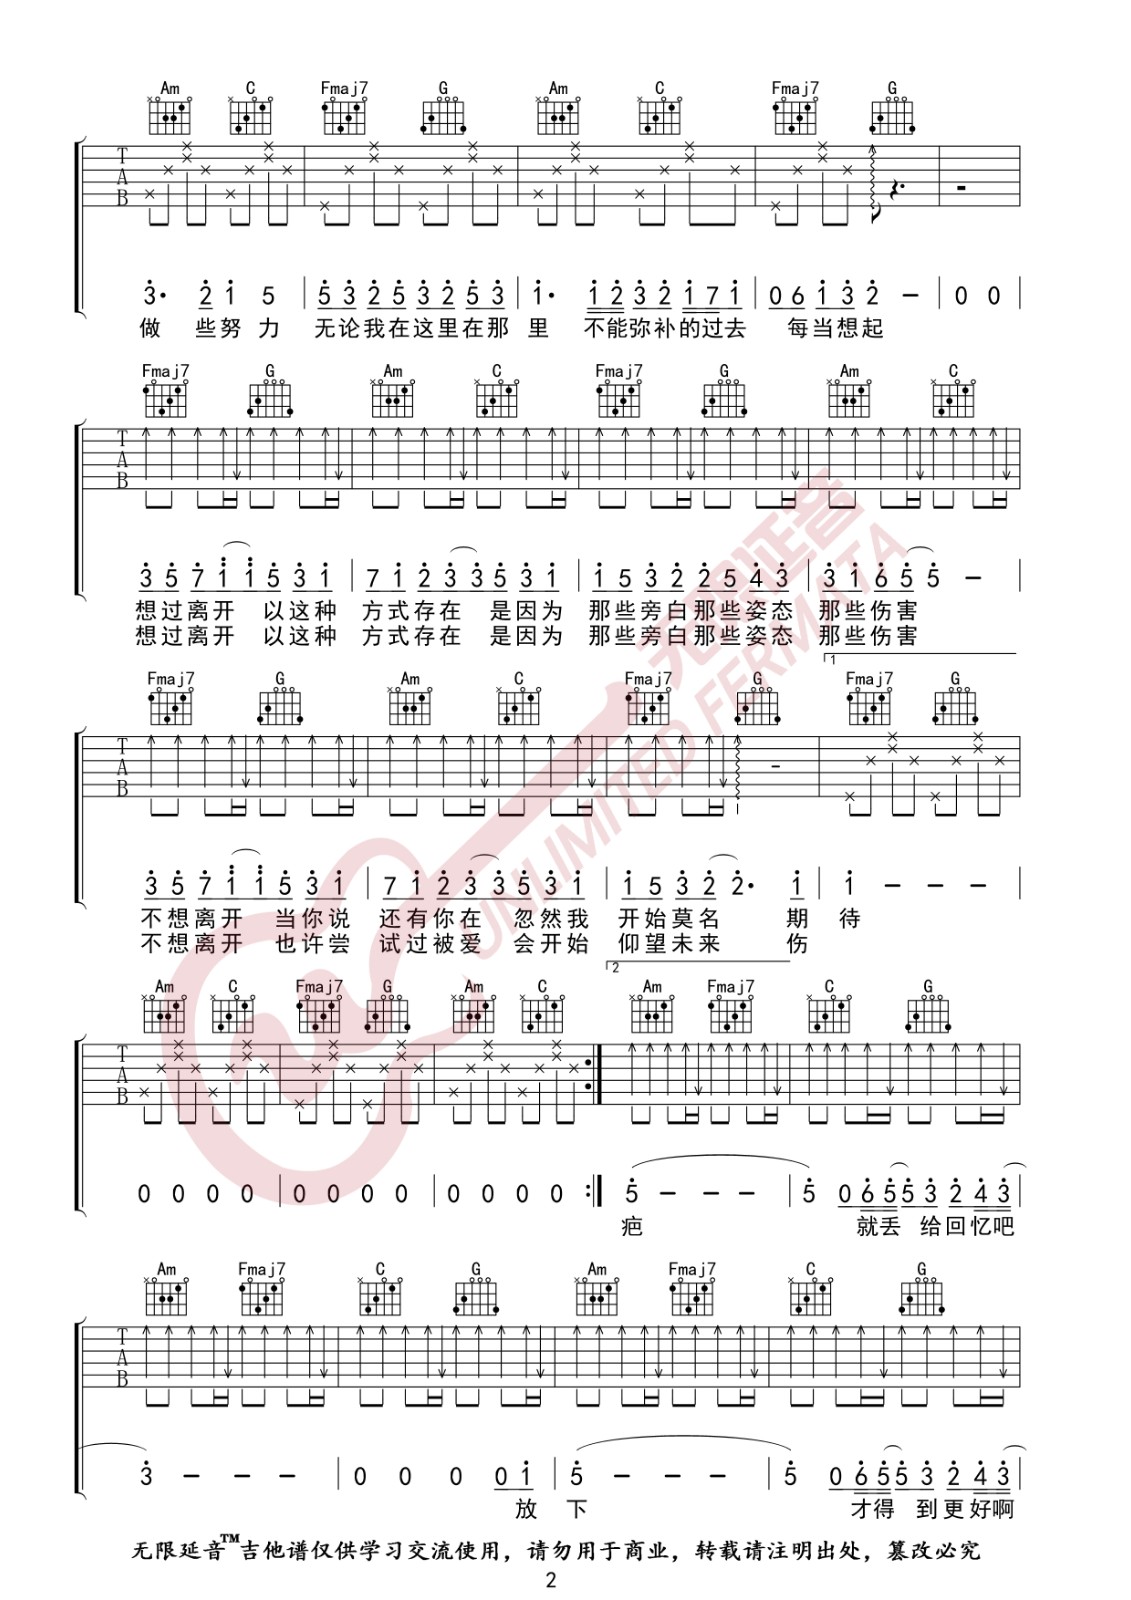 Am C Fmaj7 G Am C Fmaj7 G
T
A
B
3· 2 1 5 | 5 3 2 5 3 2 5 3 | 1· 1 2 3 2 1 7 1 | 0 6 1 3 2 — | 0 0 |
做 些努 力 无论我在这里在那 里 不能弥补的过去 每当想起
Fmaj7 G Am C Fmaj7 G Am C
T
A
B
3 5 7 1 1 5 3 1 | 7 1 2 3 3 5 3 1 | 1 5 3 2 2 5 4 3 | 3 1 6 5 5 — |
想过离开 以这种 方式存在 是因为 那些旁白那些姿态 那些伤害
想过离开 以这种 方式存在 是因为 那些旁白那些姿态 那些伤害
1
Fmaj7 G Am C Fmaj7 G Fmaj7 G
T
A
B
3 5 7 1 1 5 3 1 | 7 1 2 3 3 5 3 1 | 1 5 3 2 2· 1 | 1 — — — |
不想离开 当你说 还有你在 忽然我 开始莫名 期 待
不想离开 也许尝 试过被爱 会开始 仰望未来 伤
2
Am C Fmaj7 G Am C Am Fmaj7 C G
T
A
B
0 0 0 0 | 0 0 0 0 | 0 0 0 0 :| 5 — — — | 5 0 6 5 5 3 2 4 3 |
疤 就丢 给回忆吧
Am Fmaj7 C G Am Fmaj7 C G
T
A
B
3 — — — | 0 0 0 0 1 | 5 — — — | 5 0 6 5 5 3 2 4 3 |
放 下 才得 到更好啊
无限延音
UNLIMITED FERMATA
无限延音™吉他谱仅供学习交流使用，请勿用于商业，转载请注明出处，篡改必究
2